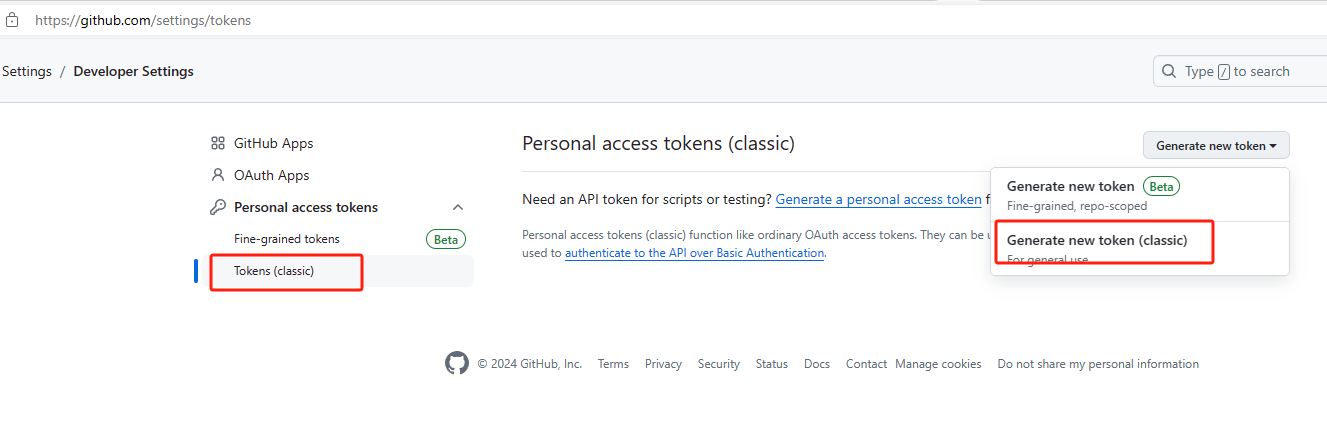 https://github.com/settings/tokens
Settings / Developer Settings
Type / to search
GitHub Apps
OAuth Apps
Personal access tokens
Fine-grained tokens Beta
Tokens (classic)
Personal access tokens (classic)
Generate new token
Generate new token Beta
Fine-grained, repo-scoped
Generate new token (classic)
For general use
Need an API token for scripts or testing? Generate a personal access token f
Personal access tokens (classic) function like ordinary OAuth access tokens. They can be u
used to authenticate to the API over Basic Authentication.
© 2024 GitHub, Inc. Terms Privacy Security Status Docs Contact Manage cookies Do not share my personal information